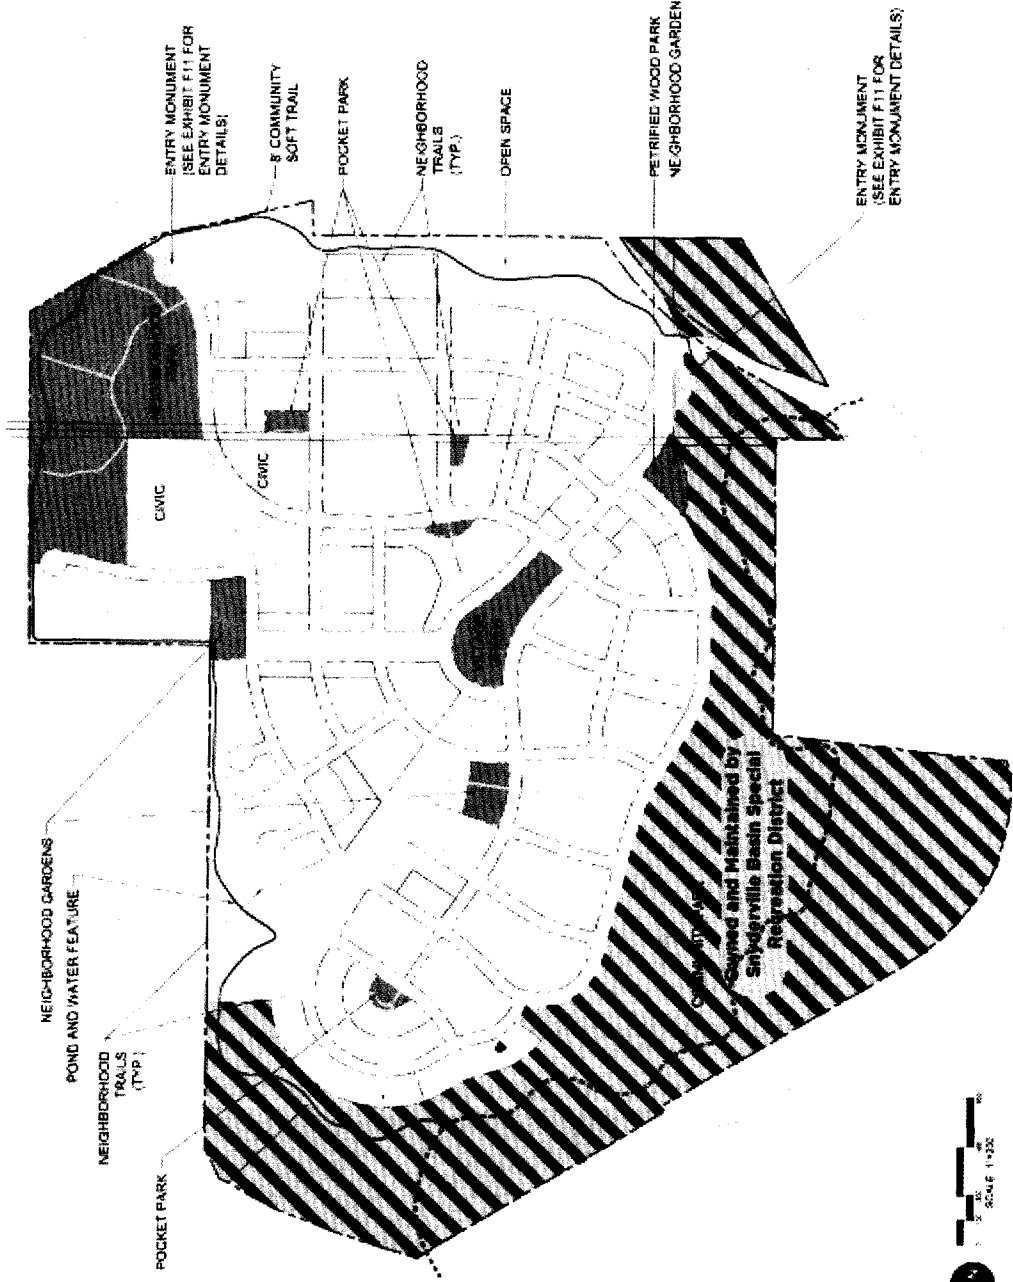 ENTRY MONUMENT
(SEE EXHIBIT F11 FOR
ENTRY MONUMENT
DETAILS)
8' COMMUNITY
SOFT TRAIL
POCKET PARK
NEIGHBORHOOD
TRAILS
(TYP.)
OPEN SPACE
PETRIFIED WOOD PARK
NEIGHBORHOOD GARDEN
ENTRY MONUMENT
(SEE EXHIBIT F11 FOR
ENTRY MONUMENT DETAILS)
CIVIC
CIVIC
NEIGHBORHOOD GARDENS
POND AND WATER FEATURE
NEIGHBORHOOD
TRAILS
(TYP.)
POCKET PARK
Owned and Maintained by
Snyderville Basin Special
Recreation District
N